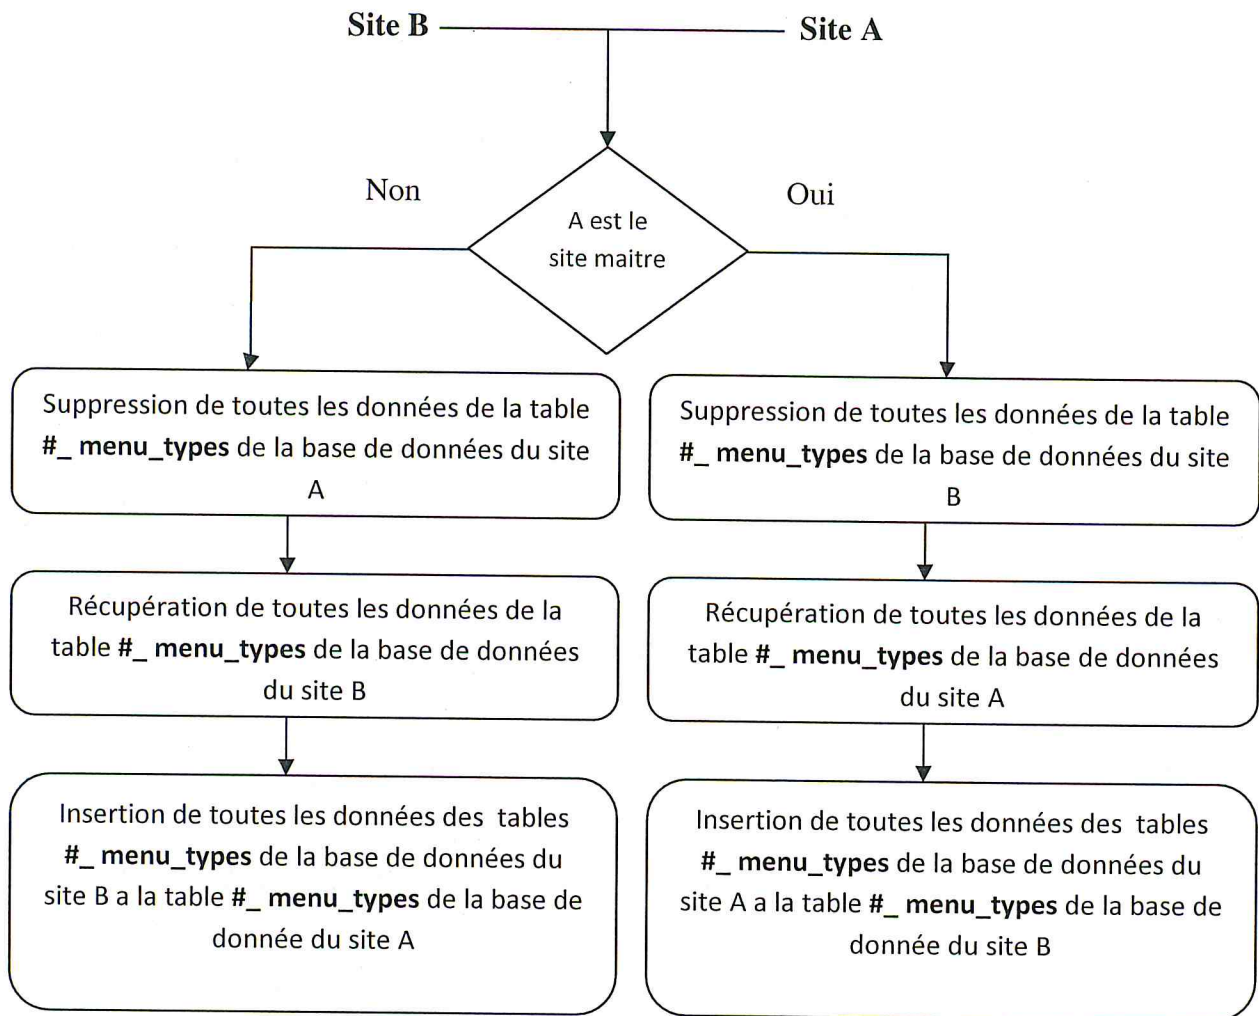 Site B
Site A
Non
Oui
A est le
site maitre
Suppression de toutes les données de la table
#_ menu_types de la base de données du site
A
Suppression de toutes les données de la table
#_ menu_types de la base de données du site
B
Récupération de toutes les données de la
table #_ menu_types de la base de données
du site B
Récupération de toutes les données de la
table #_ menu_types de la base de données
du site A
Insertion de toutes les données des tables
#_ menu_types de la base de données du
site B a la table #_ menu_types de la base de
donnée du site A
Insertion de toutes les données des tables
#_ menu_types de la base de données du
site A a la table #_ menu_types de la base de
donnée du site B